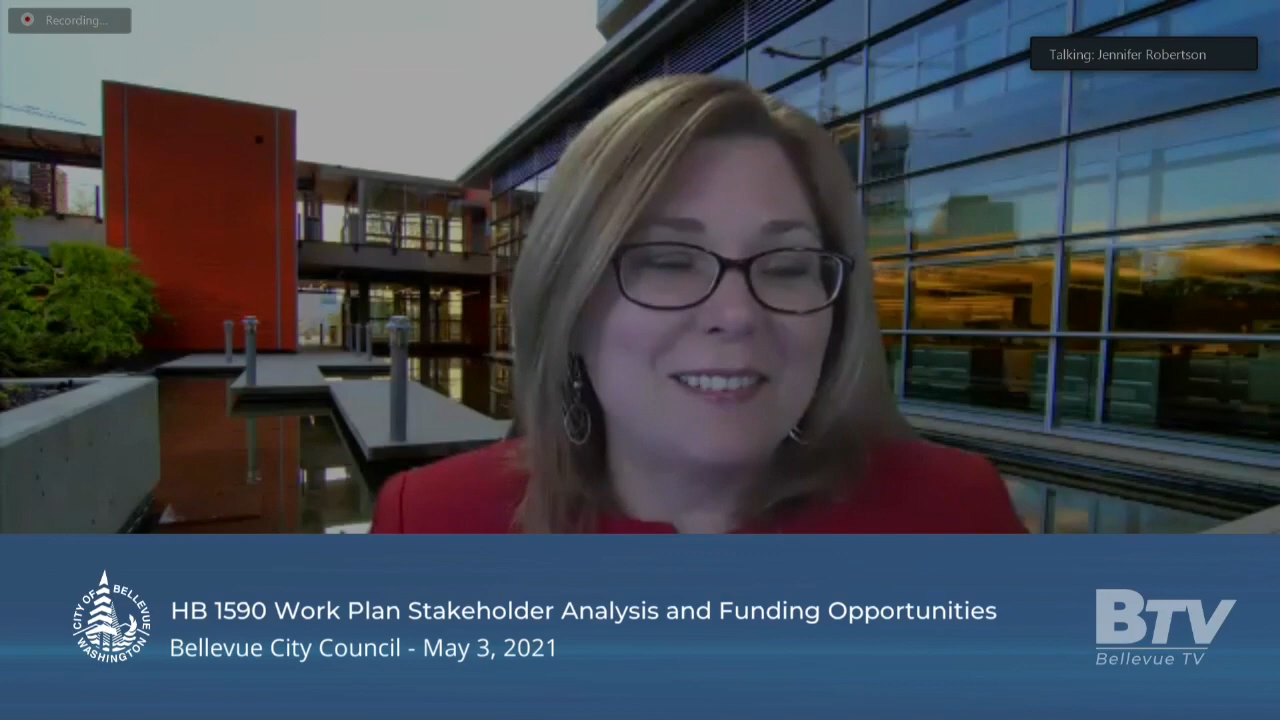 Recording...
Talking: Jennifer Robertson
CITY OF BELLEVUE
WASHINGTON
HB 1590 Work Plan Stakeholder Analysis and Funding Opportunities
Bellevue City Council - May 3, 2021
BTV
Bellevue TV